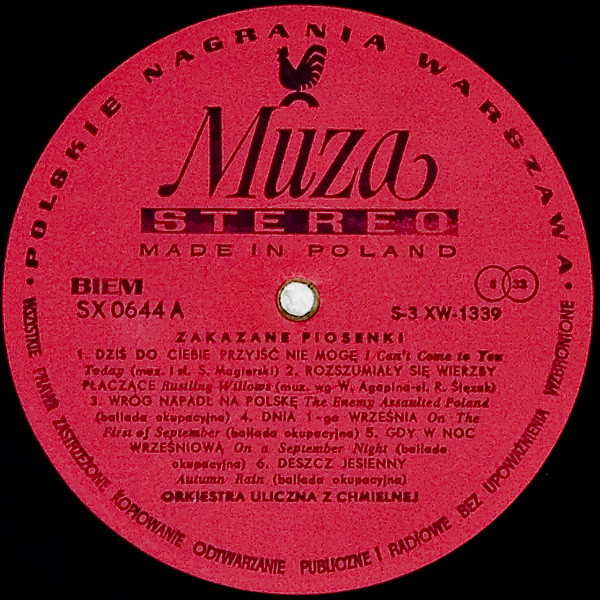 • POLSKIE NAGRANIA WARSZAWA •
Muza
STEREO
MADE IN POLAND
BIEM
SX 0644 A
S 33
S-3 XW-1339
ZAKAZANE PIOSENKI
1. DZIŚ DO CIEBIE PRZYJŚĆ NIE MOGĘ I Can't Come to You
Today (muz. i sł. S. Magierski) 2. ROZSZUMIAŁY SIĘ WIERZBY
PŁACZĄCE Rustling Willows (muz. wg W. Agapina-sł. R. Ślęzak)
3. WRÓG NAPADŁ NA POLSKĘ The Enemy Assaulted Poland
(ballada okupacyjna) 4. DNIA 1-go WRZEŚNIA On The
First of September (ballada okupacyjna) 5. GDY W NOC
WRZEŚNIOWĄ On a September Night (ballada
okupacyjna) 6. DESZCZ JESIENNY
Autumn Rain (ballada okupacyjna)
ORKIESTRA ULICZNA Z CHMIELNEJ
WSZELKIE PRAWA ZASTRZEŻONE KOPIOWANIE ODTWARZANIE PUBLICZNE I RADIOWE BEZ UPOWAŻNIENIA WZBRONIONE